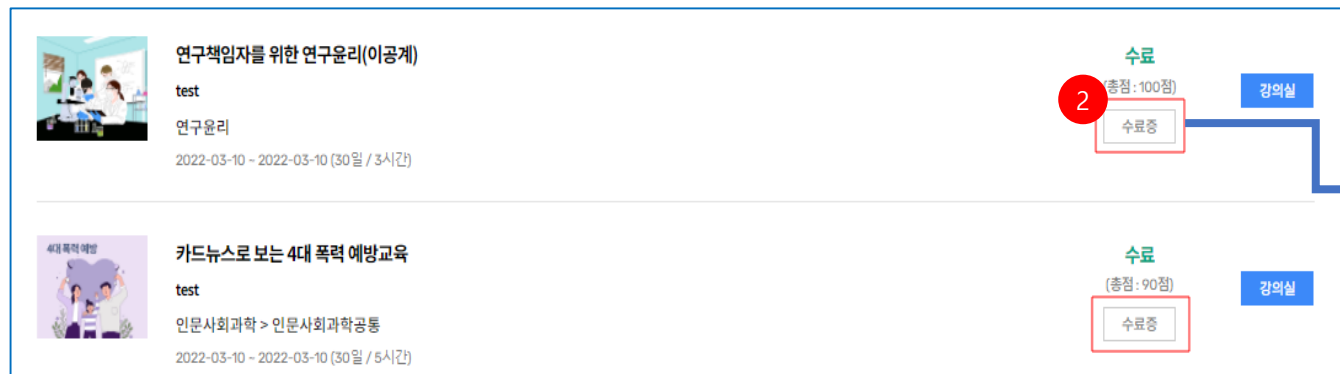 연구책임자를 위한 연구윤리(이공계)
test
연구윤리
2022-03-10 ~ 2022-03-10 (30일 / 3시간)
수료
(총점 : 100점)
2
수료증
강의실
4대 폭력 예방
카드뉴스로 보는 4대 폭력 예방교육
test
인문사회과학 > 인문사회과학공통
2022-03-10 ~ 2022-03-10 (30일 / 5시간)
수료
(총점 : 90점)
수료증
강의실